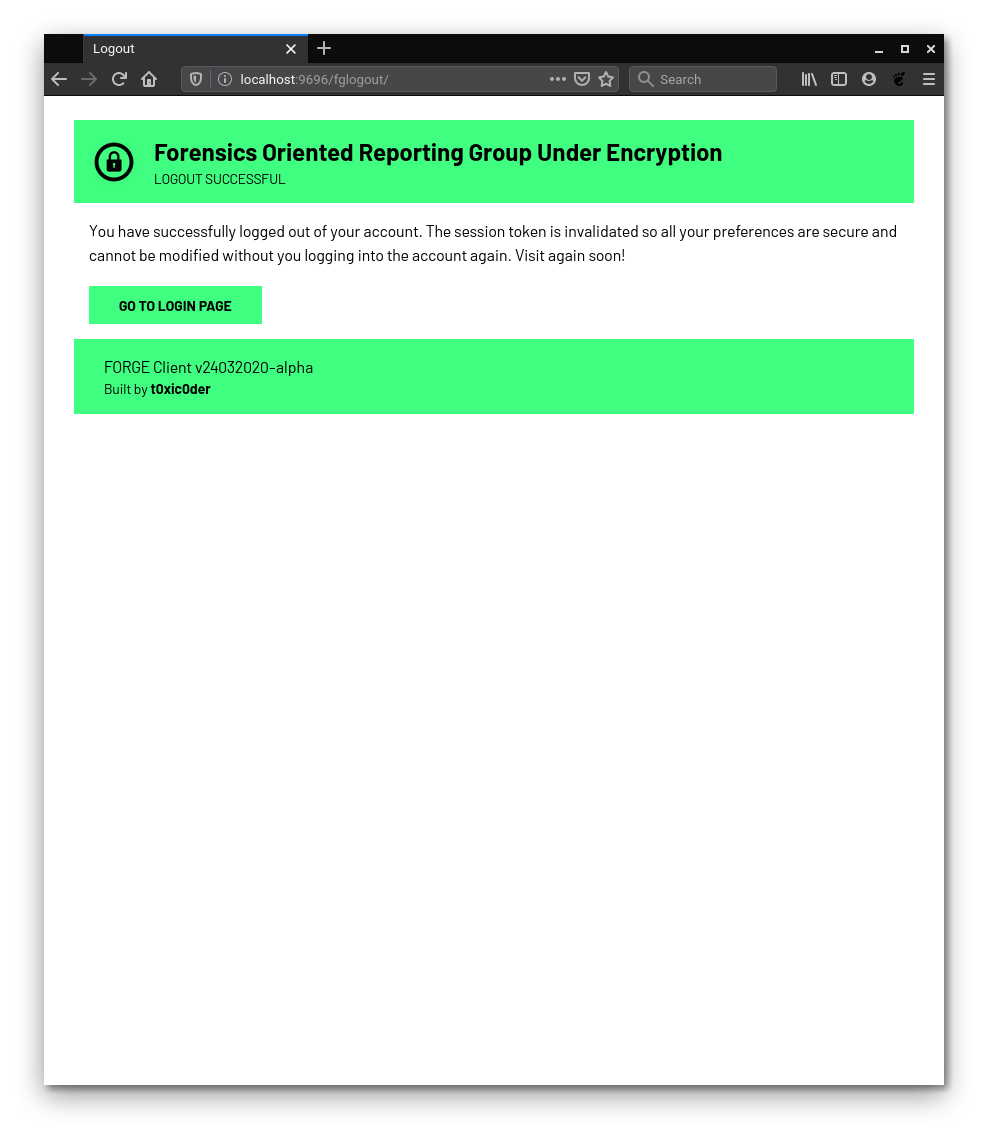 Logout
localhost:9696/fglogout/
Search
Forensics Oriented Reporting Group Under Encryption
LOGOUT SUCCESSFUL
You have successfully logged out of your account. The session token is invalidated so all your preferences are secure and
cannot be modified without you logging into the account again. Visit again soon!
GO TO LOGIN PAGE
FORGE Client v24032020-alpha
Built by t0xic0der